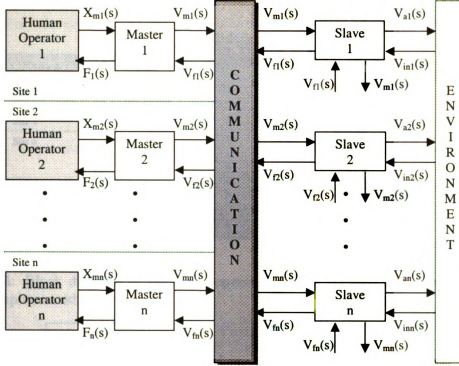 Human
Operator
1
Xm1(s)
F1(s)
Master
1
Vm1(s)
Vf1(s)
Vm1(s)
Vf1(s)
Slave
1
Va1(s)
Vin1(s)
Vf1(s)
Vm1(s)
Site 1
Site 2
Human
Operator
2
Xm2(s)
F2(s)
Master
2
Vm2(s)
Vf2(s)
Vm2(s)
Vf2(s)
Slave
2
Va2(s)
Vin2(s)
Vf2(s)
Vm2(s)
Site n
Human
Operator
n
Xmn(s)
Fn(s)
Master
n
Vmn(s)
Vfn(s)
Vmn(s)
Vfn(s)
Slave
n
Van(s)
Vinn(s)
Vfn(s)
Vmn(s)
COMMUNICATION
ENVIRONMENT